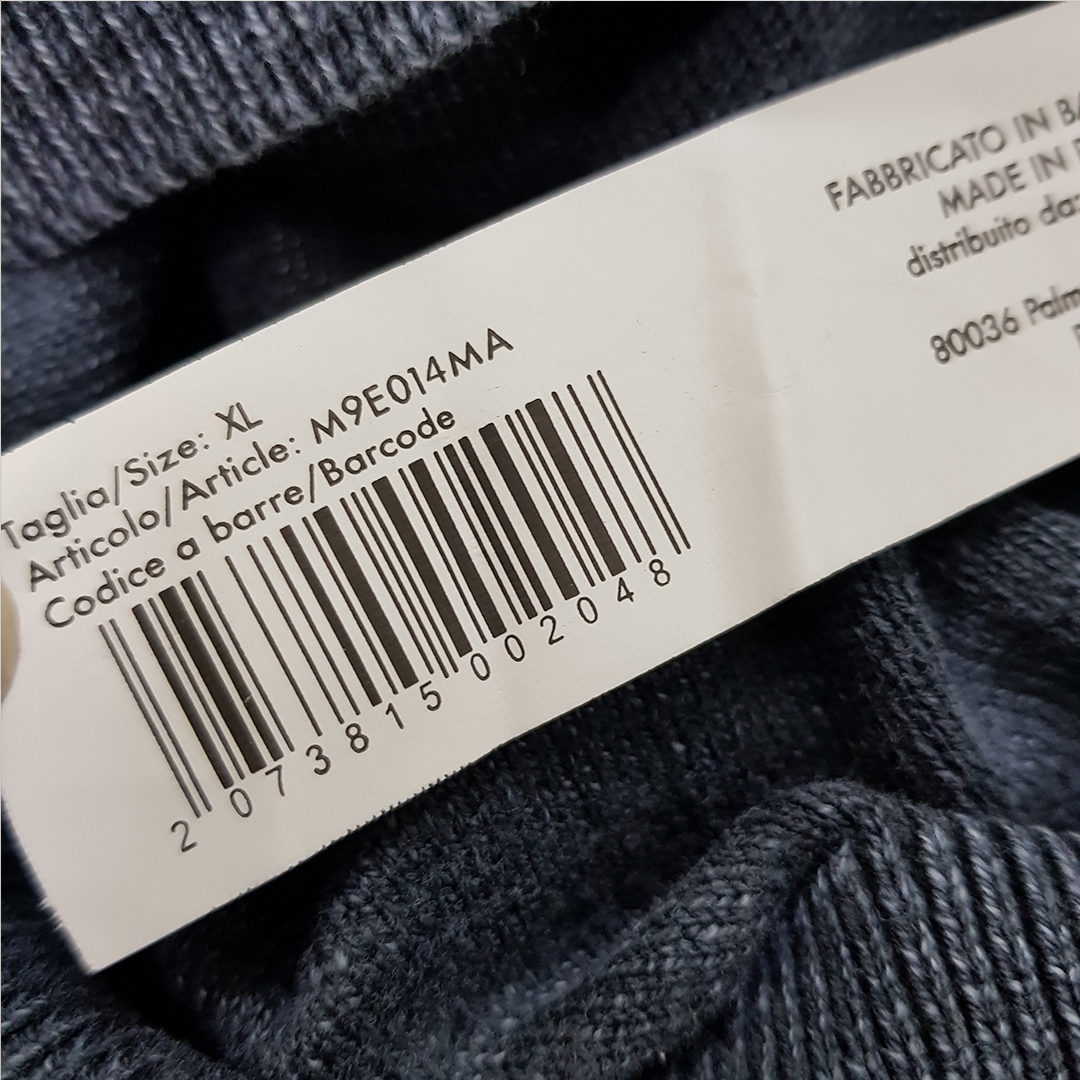 Taglia/Size: XL
Articolo/Article: M9E014MA
Codice a barre/Barcode
2 073815 002048
FABBRICATO IN
MADE IN
distribuito
80036